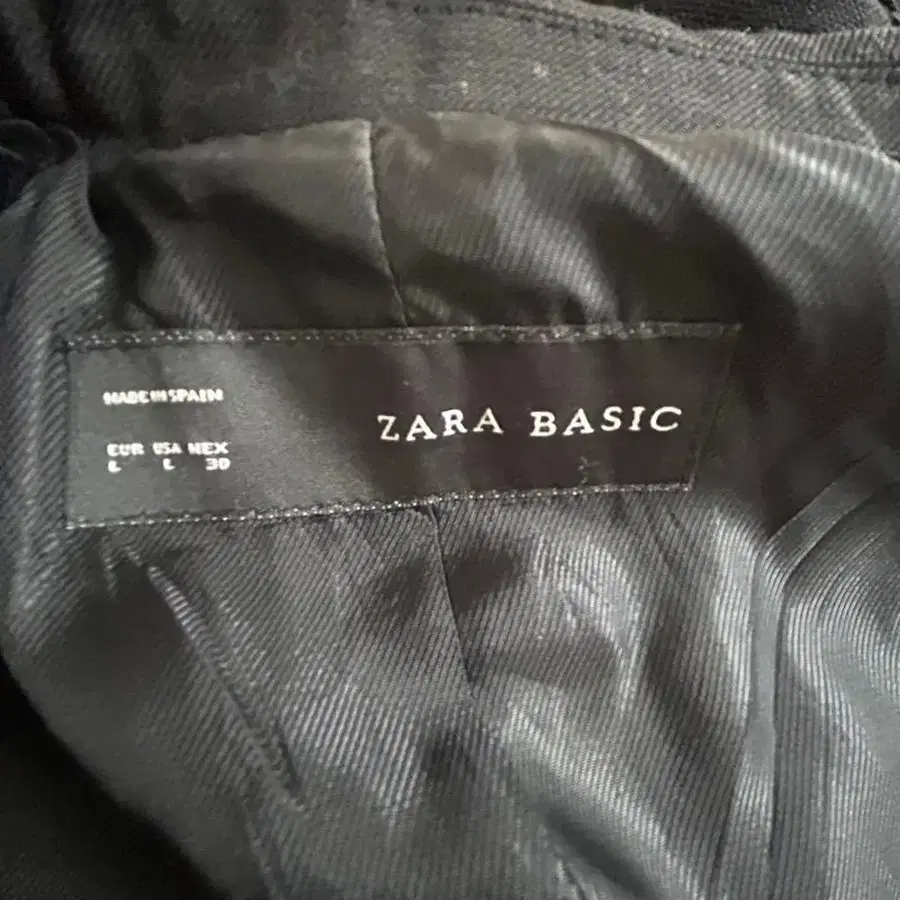 MADE IN SPAIN
EUR USA MEX
L L 30
ZARA BASIC